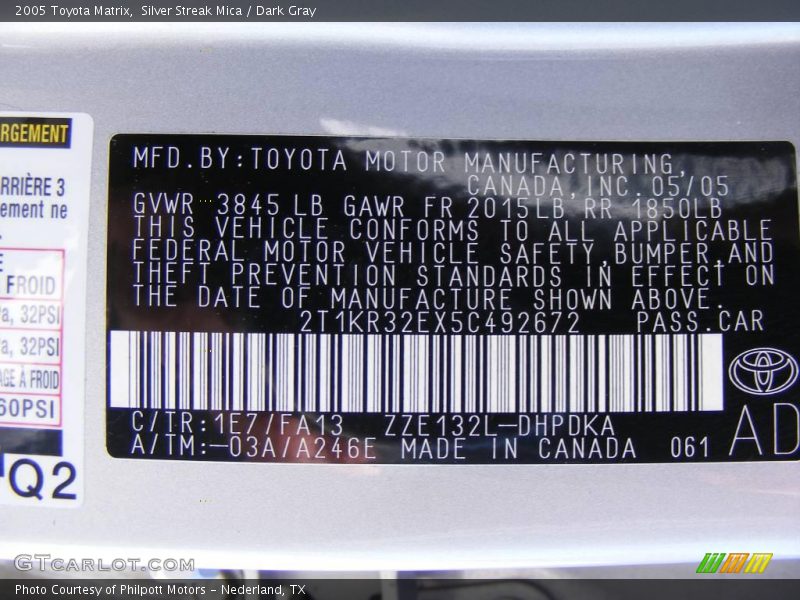 2005 Toyota Matrix,  Silver Streak Mica / Dark Gray
RGEMENT
RRIÈRE 3
ement ne
FROID
a, 32PSI
a, 32PSI
AGE À FROID
60PSI
Q2
MFD.BY:TOYOTA MOTOR MANUFACTURING,
CANADA,INC.05/05
GVWR 3845 LB GAWR FR 2015LB RR 1850LB
THIS VEHICLE CONFORMS TO ALL APPLICABLE
FEDERAL MOTOR VEHICLE SAFETY,BUMPER,AND
THEFT PREVENTION STANDARDS IN EFFECT ON
THE DATE OF MANUFACTURE SHOWN ABOVE.
2T1KR32EX5C492672 PASS.CAR
C/TR:1E7/FA13 ZZE132L-DHPDKA
A/TM:-03A/A246E MADE IN CANADA 061
AD
GTCARLOT.COM
Photo Courtesy of Philpott Motors - Nederland, TX